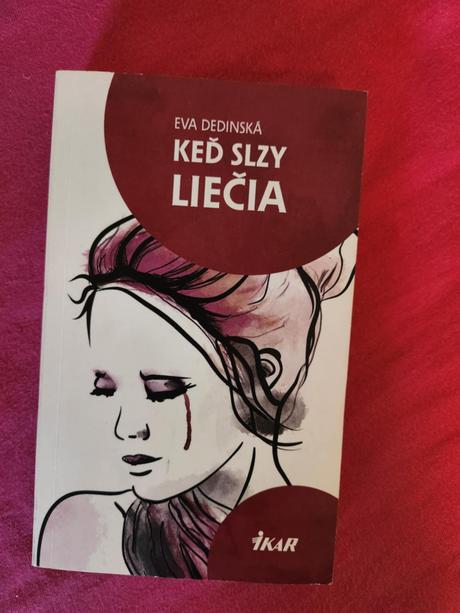 EVA DEDINSKÁ
KEĎ SLZY
LIEČIA
IKAR